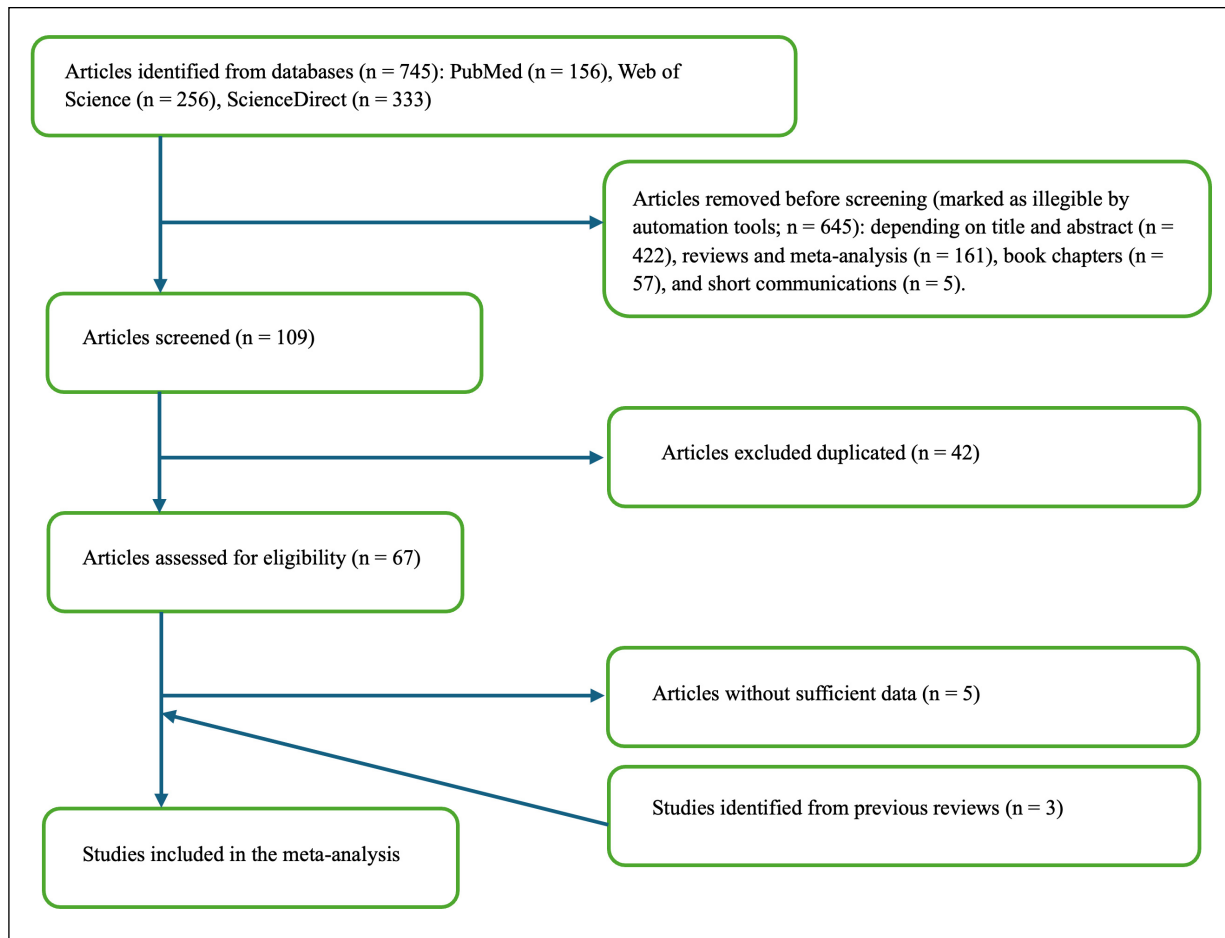 Articles identified from databases (n = 745): PubMed (n = 156), Web of
Science (n = 256), ScienceDirect (n = 333)
Articles removed before screening (marked as illegible by
automation tools; n = 645): depending on title and abstract (n =
422), reviews and meta-analysis (n = 161), book chapters (n =
57), and short communications (n = 5).
Articles screened (n = 109)
Articles excluded duplicated (n = 42)
Articles assessed for eligibility (n = 67)
Articles without sufficient data (n = 5)
Studies identified from previous reviews (n = 3)
Studies included in the meta-analysis